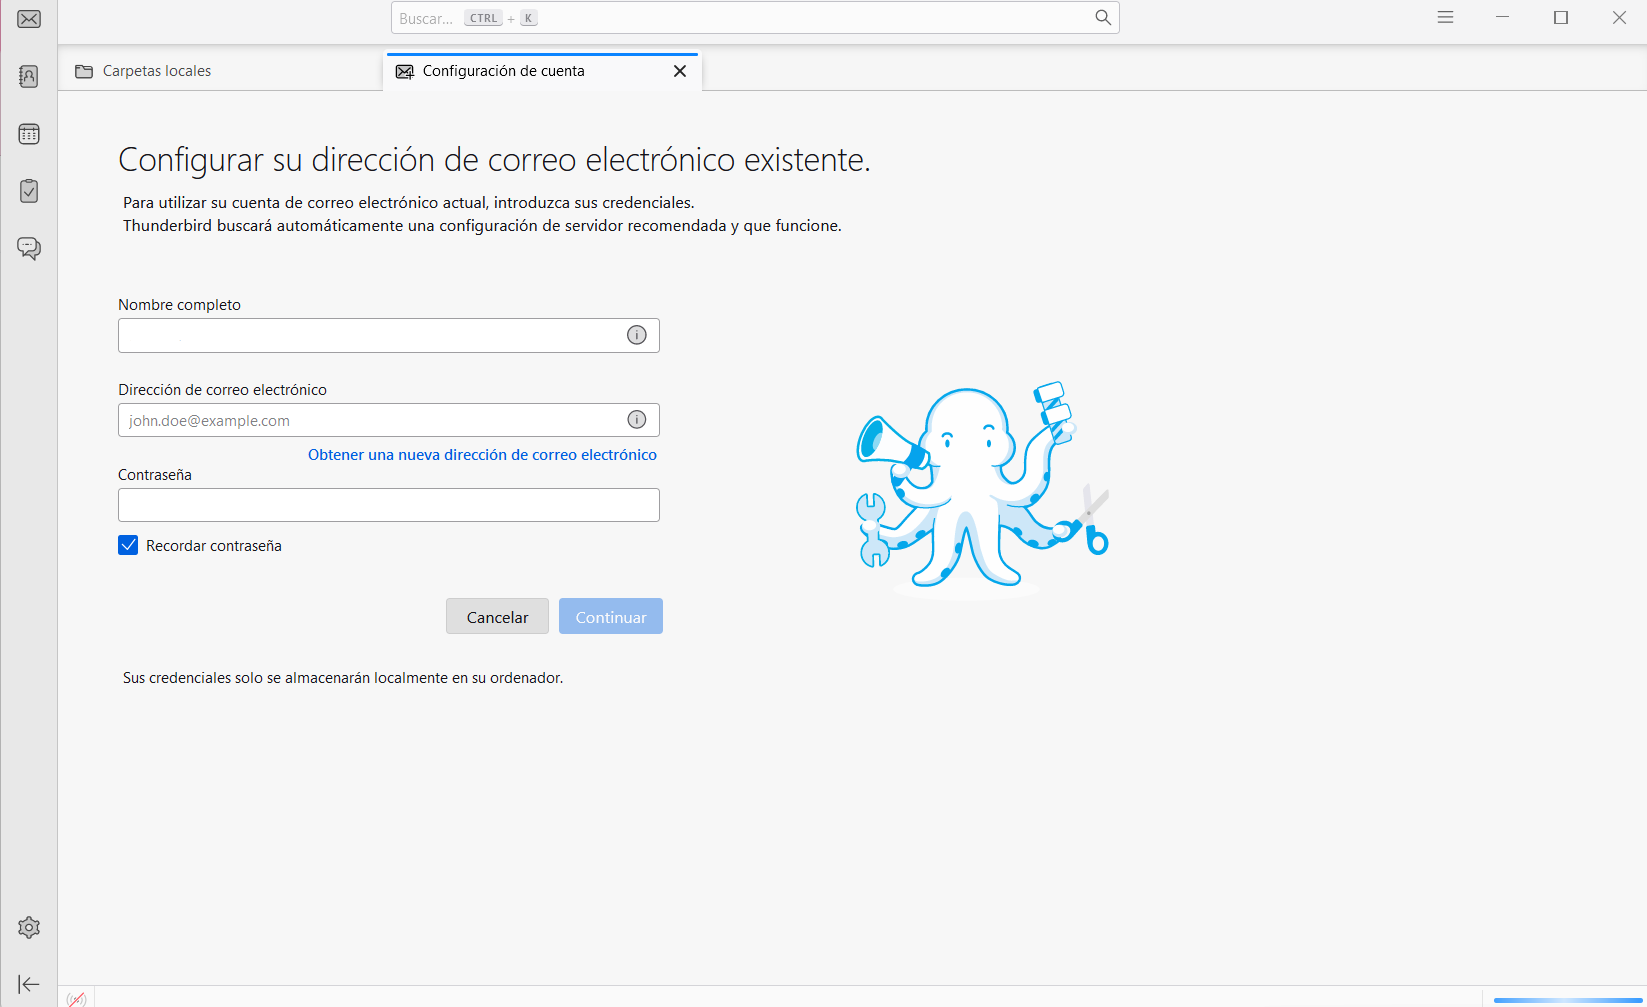 Buscar... CTRL + K
Carpetas locales
Configuración de cuenta
Configurar su dirección de correo electrónico existente.
Para utilizar su cuenta de correo electrónico actual, introduzca sus credenciales.
Thunderbird buscará automáticamente una configuración de servidor recomendada y que funcione.
Nombre completo
Dirección de correo electrónico
john.doe@example.com
Obtener una nueva dirección de correo electrónico
Contraseña
Recordar contraseña
Cancelar
Continuar
Sus credenciales solo se almacenarán localmente en su ordenador.